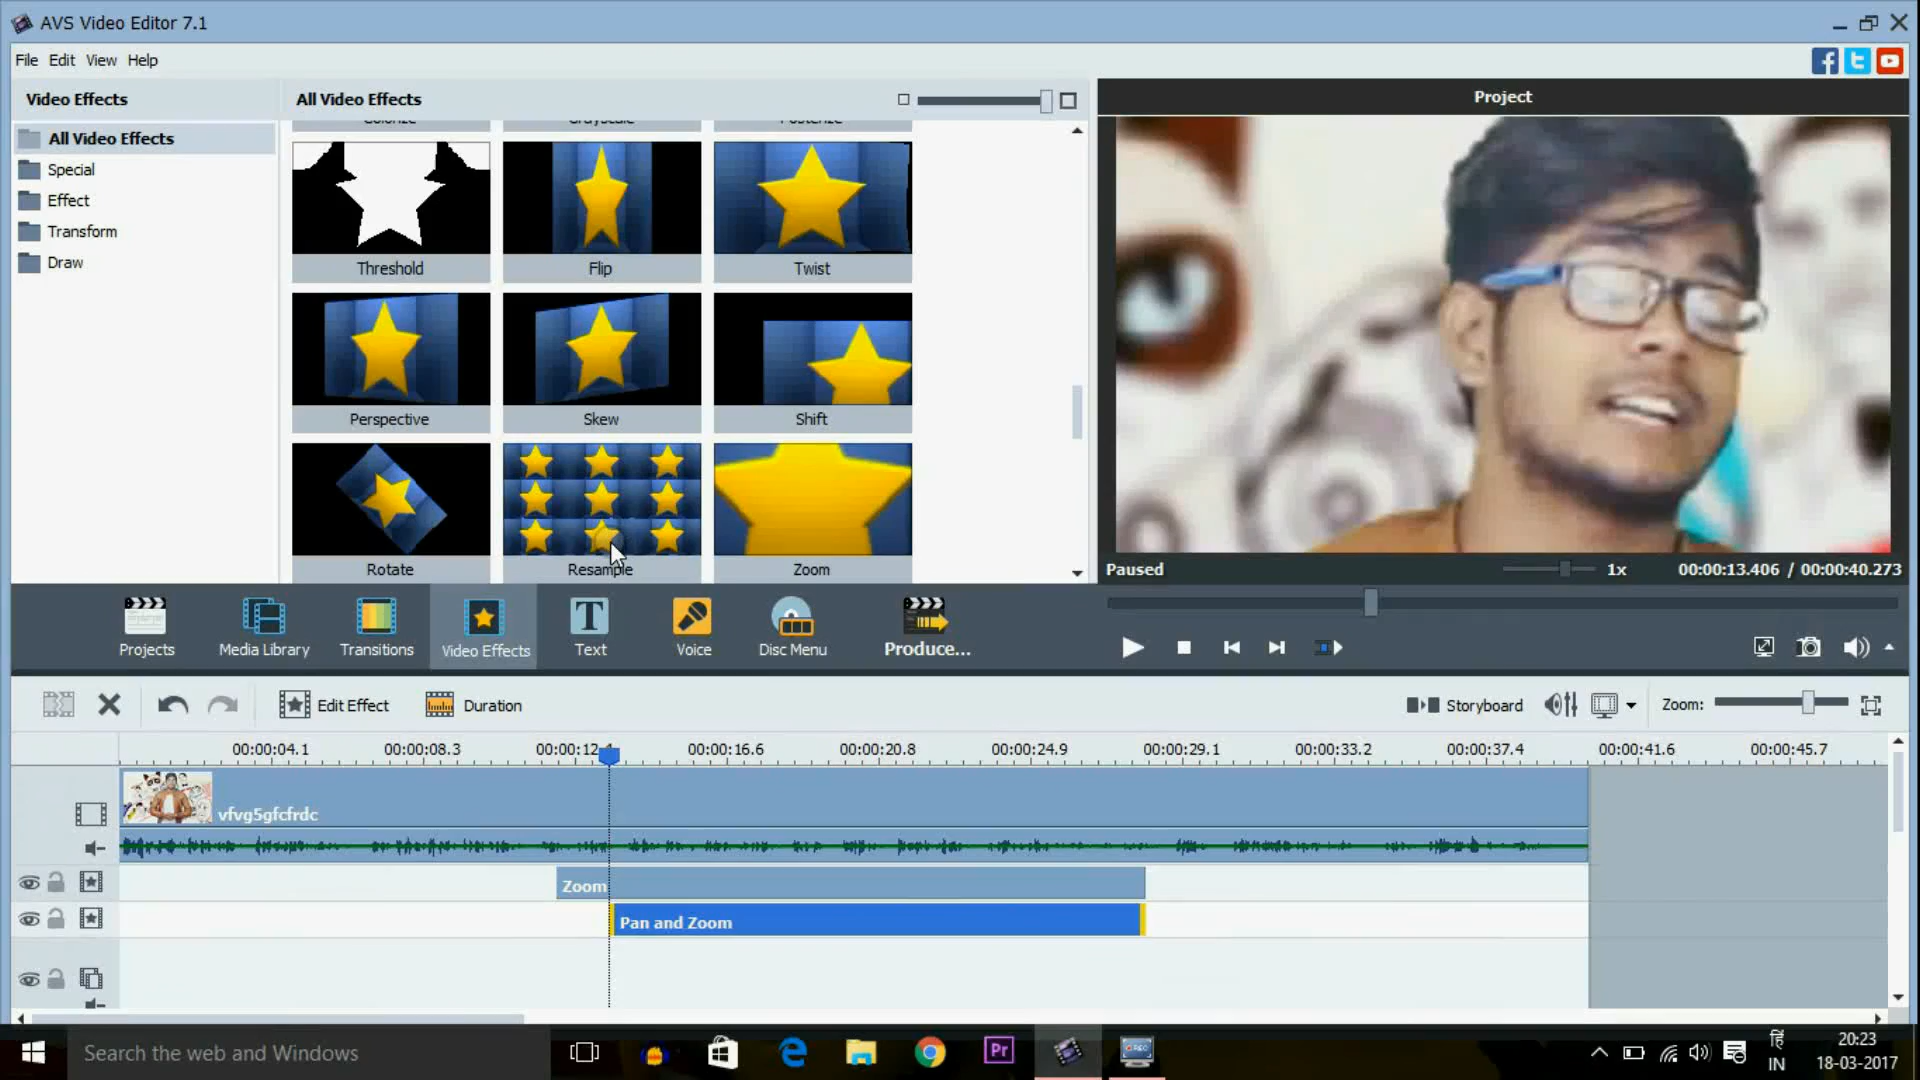 AVS Video Editor 7.1
File Edit View Help
Video Effects
All Video Effects
Special
Effect
Transform
Draw
All Video Effects
Colorize Grayscale Posterize
Threshold Flip Twist
Perspective Skew Shift
Rotate Resample Zoom
Project
Paused 1x 00:00:13.406 / 00:00:40.273
Projects Media Library Transitions Video Effects Text Voice Disc Menu Produce...
Edit Effect Duration Storyboard Zoom:
00:00:04.1 00:00:08.3 00:00:12.4 00:00:16.6 00:00:20.8 00:00:24.9 00:00:29.1 00:00:33.2 00:00:37.4 00:00:41.6 00:00:45.7
vfvg5gfcfrdc
Zoom
Pan and Zoom
Search the web and Windows
Pr
REC
हिं
IN
20:23
18-03-2017